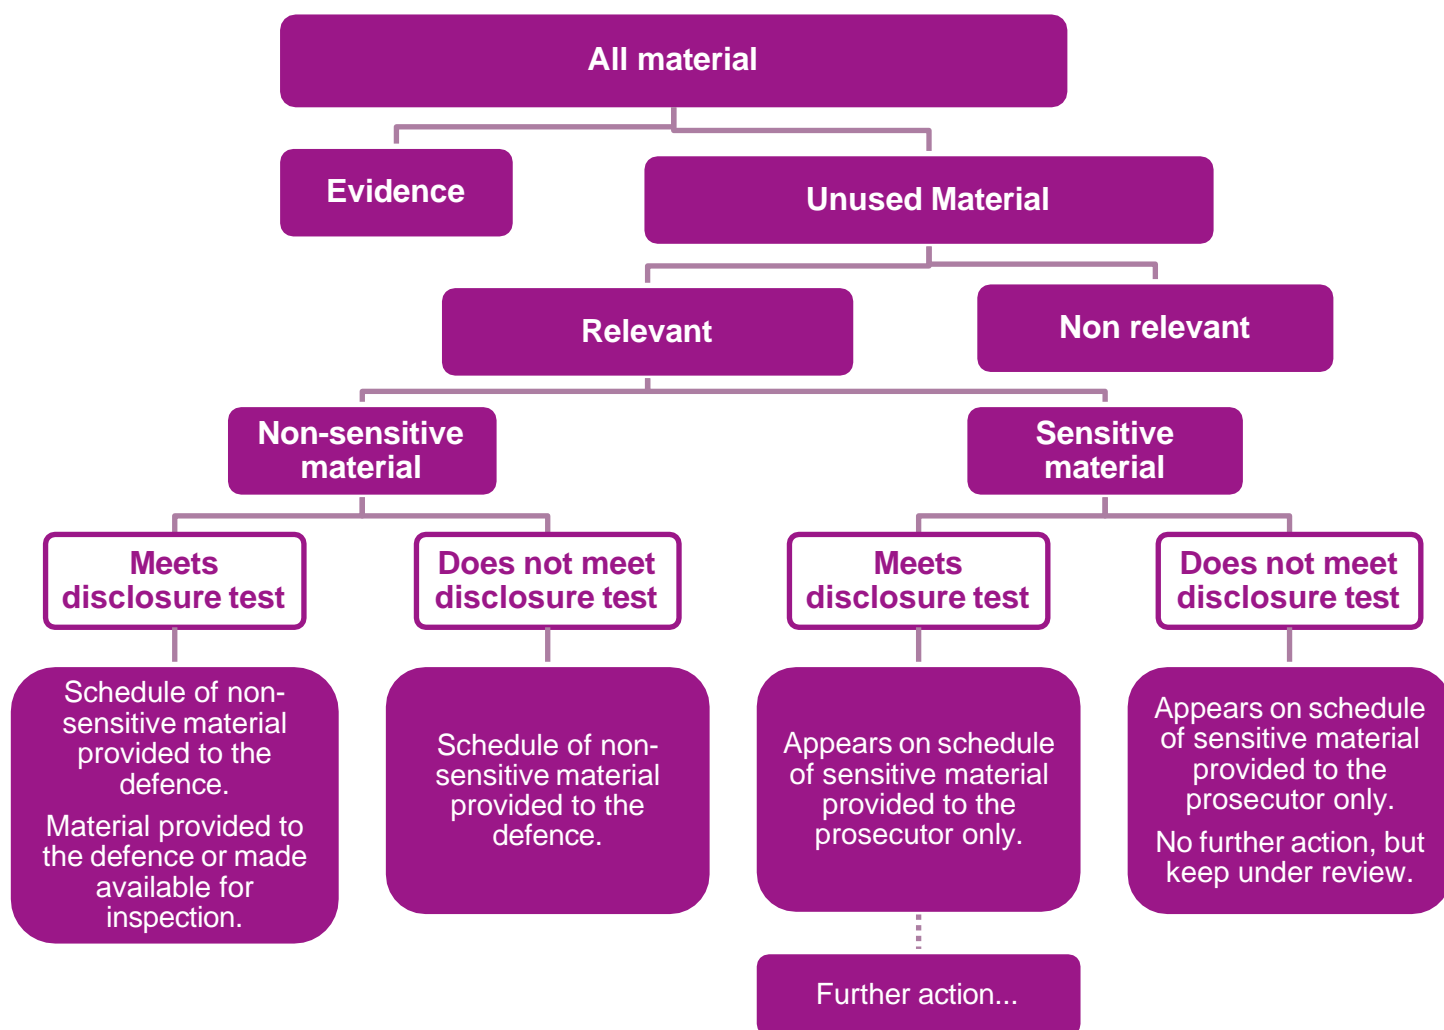 All material
Evidence
Unused Material
Relevant
Non relevant
Non-sensitive
material
Sensitive
material
Meets
disclosure test
Does not meet
disclosure test
Meets
disclosure test
Does not meet
disclosure test
Schedule of non-
sensitive material
provided to the
defence.
Material provided to
the defence or made
available for
inspection.
Schedule of non-
sensitive material
provided to the
defence.
Appears on schedule
of sensitive material
provided to the
prosecutor only.
Appears on schedule
of sensitive material
provided to the
prosecutor only.
No further action, but
keep under review.
Further action...